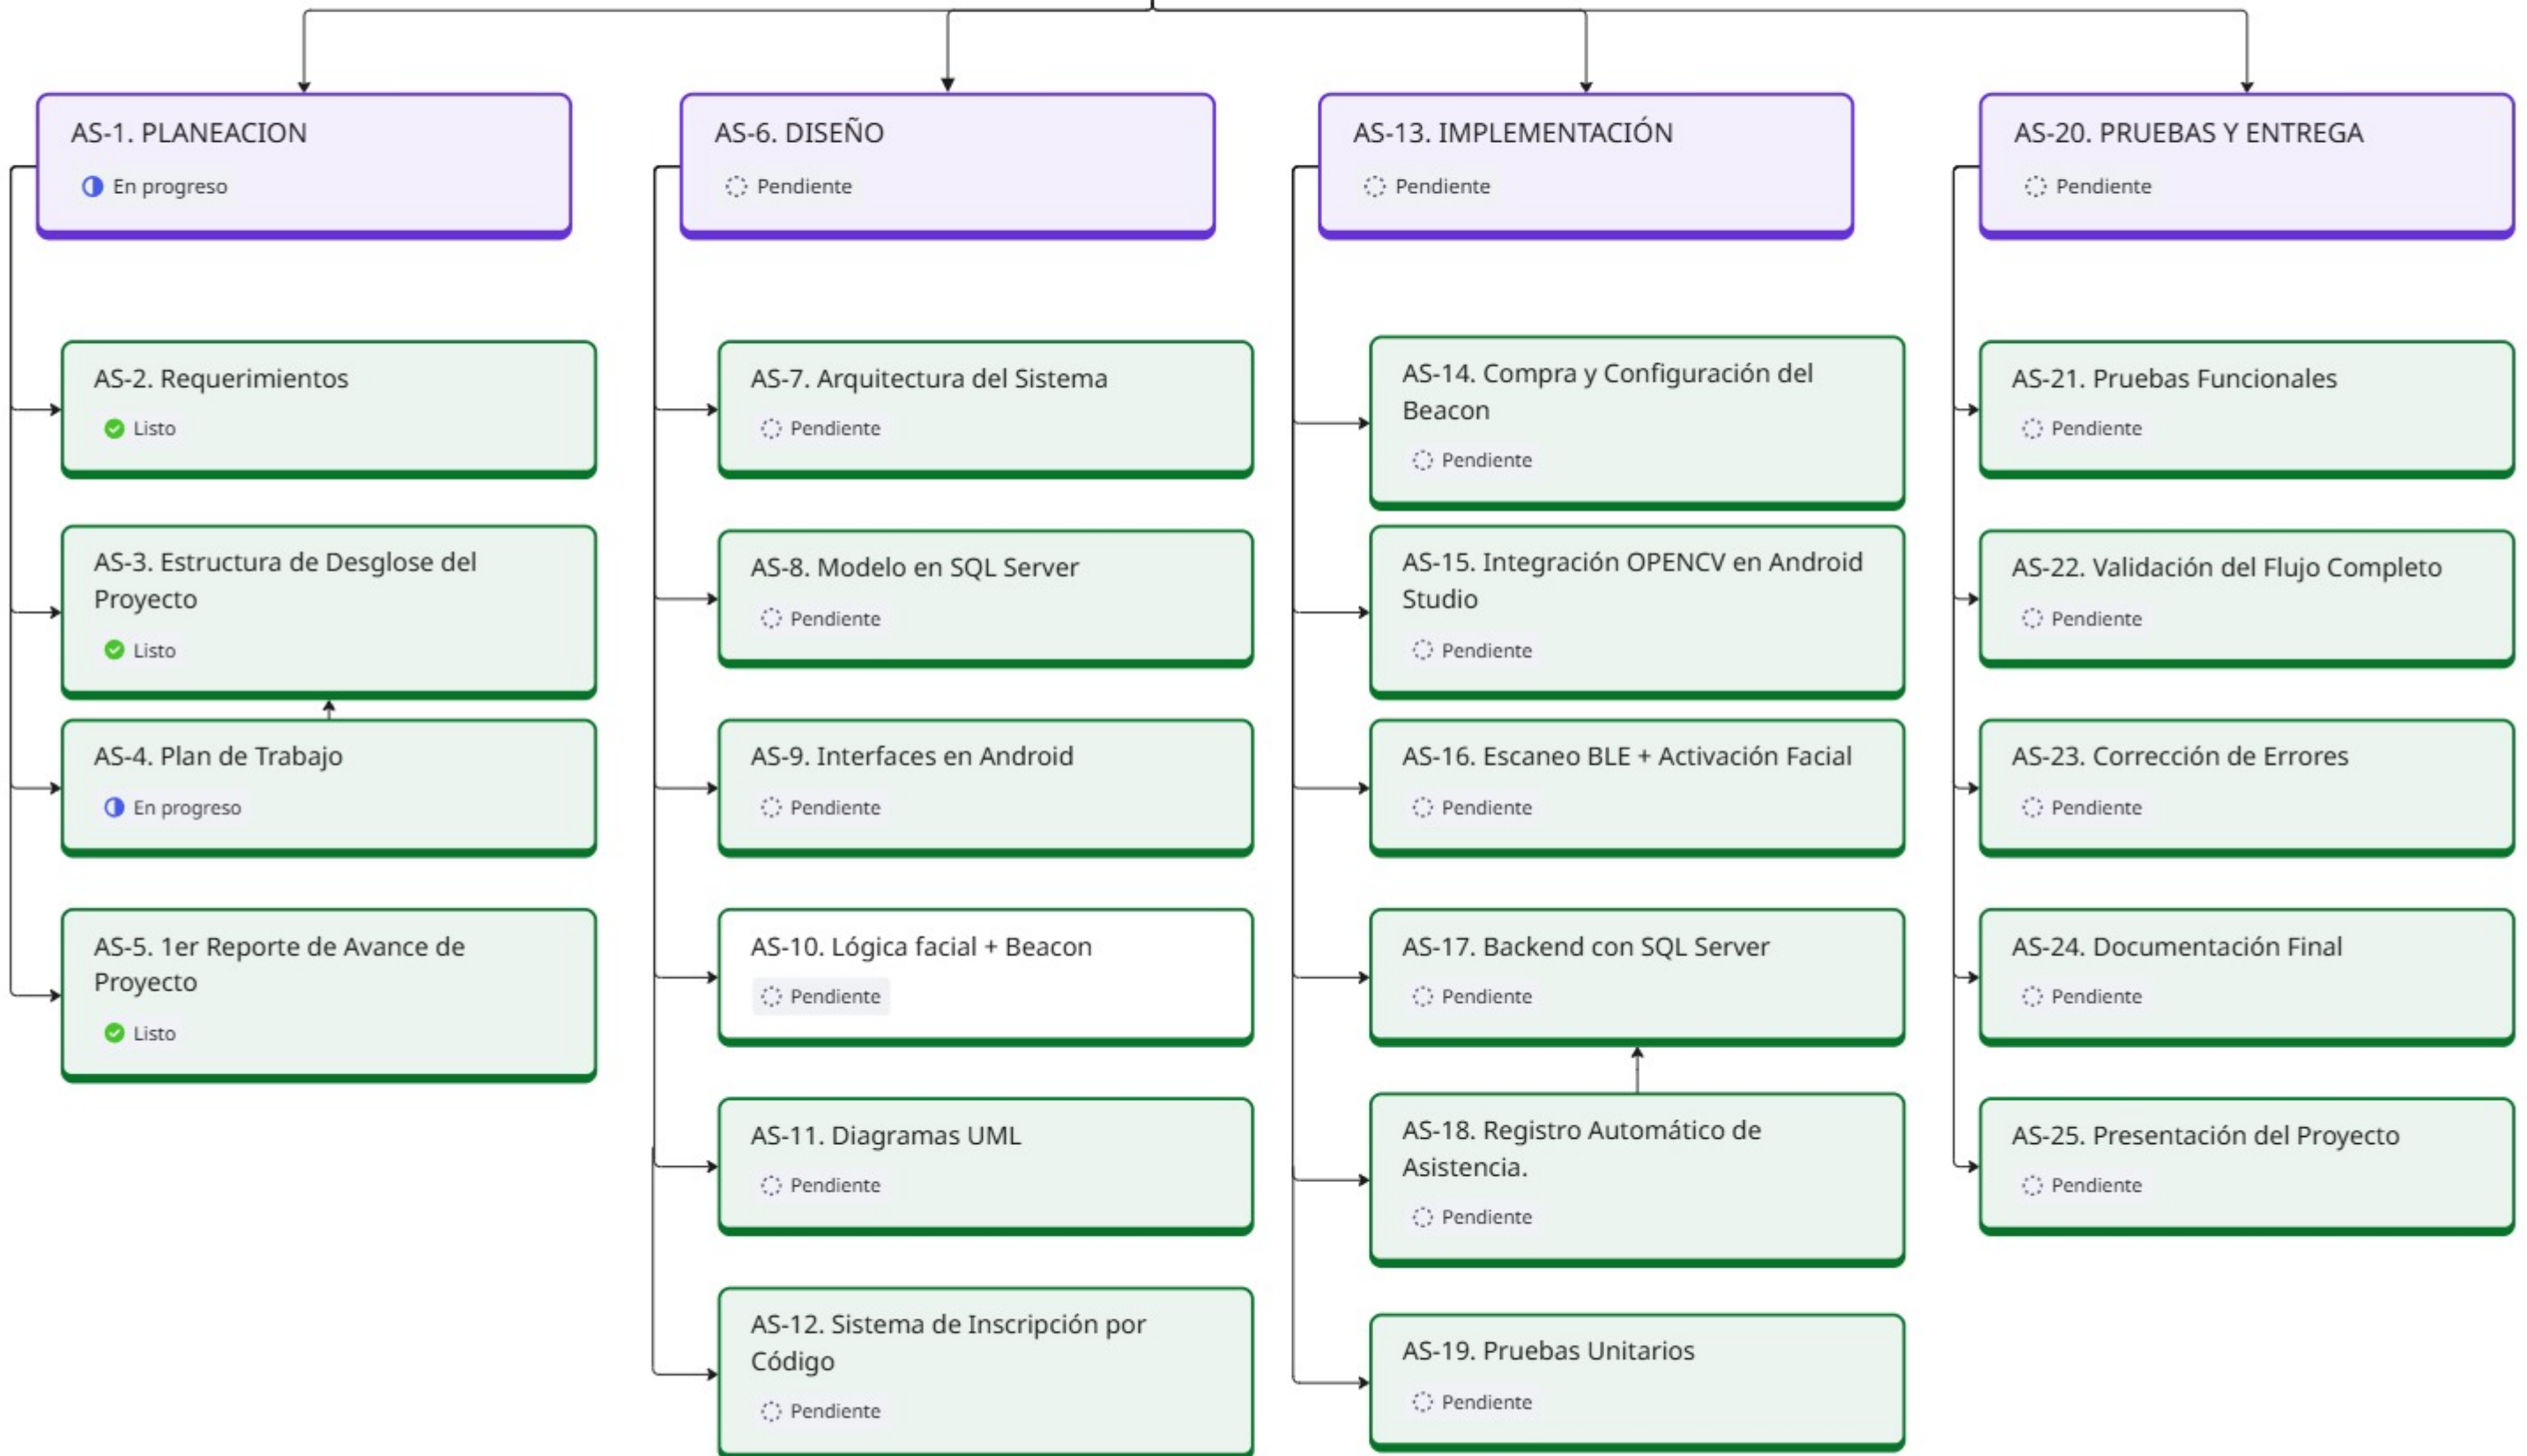 AS-1. PLANEACION
En progreso
AS-2. Requerimientos
Listo
AS-3. Estructura de Desglose del
Proyecto
Listo
AS-4. Plan de Trabajo
En progreso
AS-5. 1er Reporte de Avance de
Proyecto
Listo
AS-6. DISEÑO
Pendiente
AS-7. Arquitectura del Sistema
Pendiente
AS-8. Modelo en SQL Server
Pendiente
AS-9. Interfaces en Android
Pendiente
AS-10. Lógica facial + Beacon
Pendiente
AS-11. Diagramas UML
Pendiente
AS-12. Sistema de Inscripción por
Código
Pendiente
AS-13. IMPLEMENTACIÓN
Pendiente
AS-14. Compra y Configuración del
Beacon
Pendiente
AS-15. Integración OPENCV en Android
Studio
Pendiente
AS-16. Escaneo BLE + Activación Facial
Pendiente
AS-17. Backend con SQL Server
Pendiente
AS-18. Registro Automático de
Asistencia.
Pendiente
AS-19. Pruebas Unitarios
Pendiente
AS-20. PRUEBAS Y ENTREGA
Pendiente
AS-21. Pruebas Funcionales
Pendiente
AS-22. Validación del Flujo Completo
Pendiente
AS-23. Corrección de Errores
Pendiente
AS-24. Documentación Final
Pendiente
AS-25. Presentación del Proyecto
Pendiente